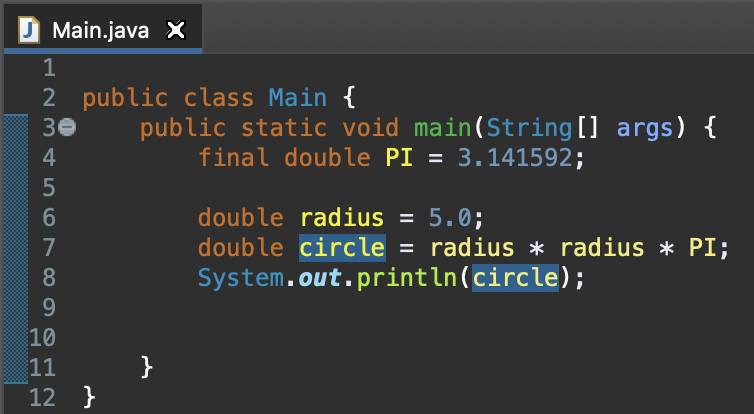 Main.java
1
2 public class Main {
3     public static void main(String[] args) {
4         final double PI = 3.141592;
5
6         double radius = 5.0;
7         double circle = radius * radius * PI;
8         System.out.println(circle);
9
10
11     }
12 }